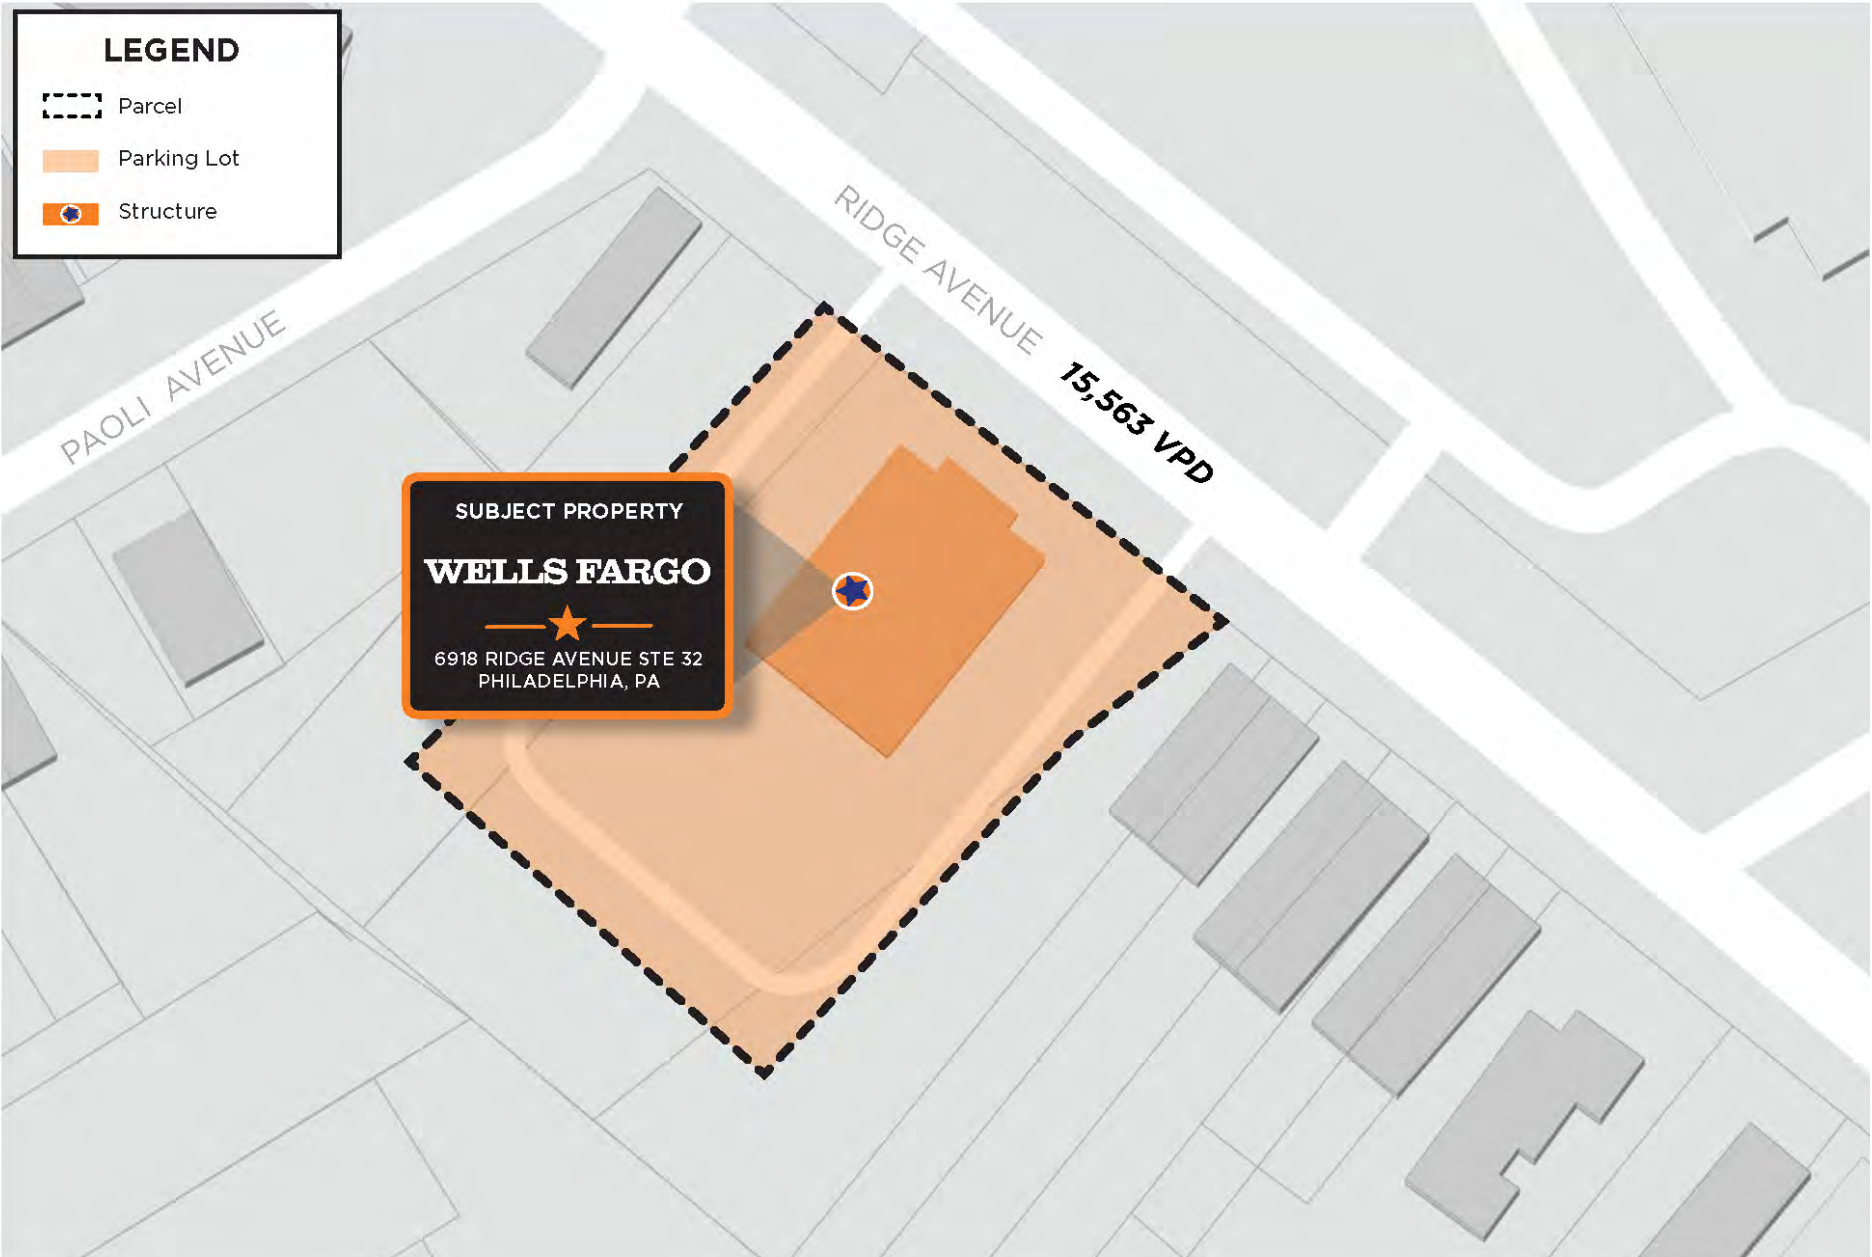 LEGEND
Parcel
Parking Lot
Structure
RIDGE AVENUE
15,563 VPD
PAOLI AVENUE
SUBJECT PROPERTY
WELLS FARGO
6918 RIDGE AVENUE STE 32
PHILADELPHIA, PA